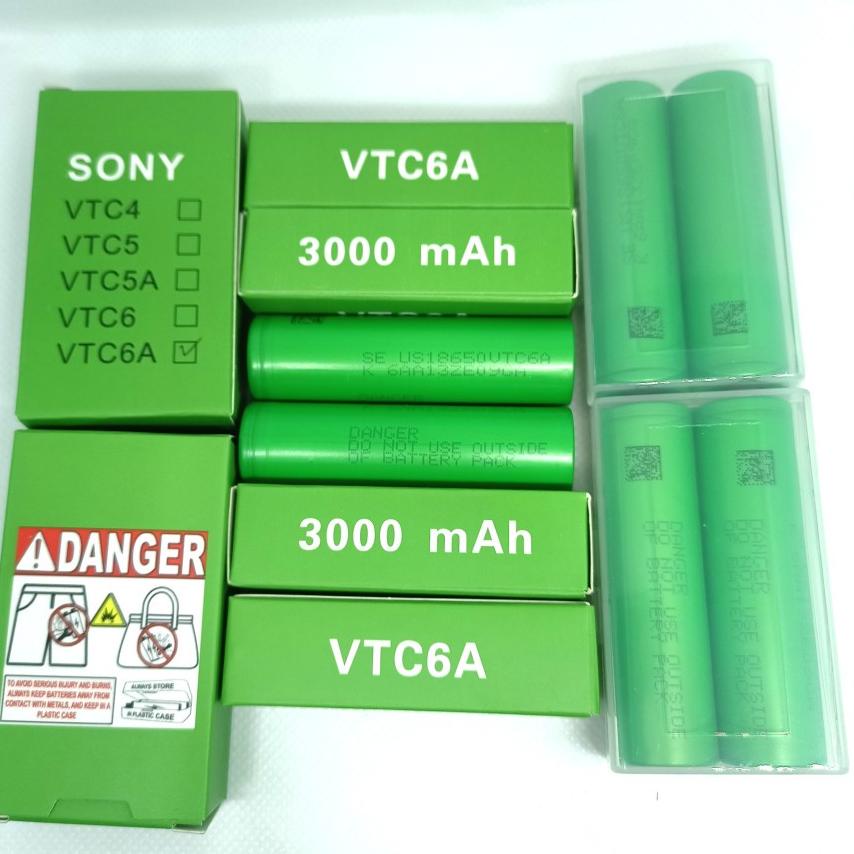 SONY
VTC4
VTC5
VTC5A
VTC6
VTC6A
VTC6A
3000 mAh
SE US18650VTC6A
DANGER
DO NOT USE OUTSIDE
OF BATTERY PACK
3000 mAh
VTC6A
DANGER
TO AVOID SERIOUS INJURY AND BURNS,
ALWAYS KEEP BATTERIES AWAY FROM
CONTACT WITH METALS, AND KEEP IN A
PLASTIC CASE
ALWAYS STORE
IN PLASTIC CASE
DANGER
DO NOT USE OUTSIDE
OF BATTERY PACK
DANGER
DO NOT USE OUTSIDE
OF BATTERY PACK